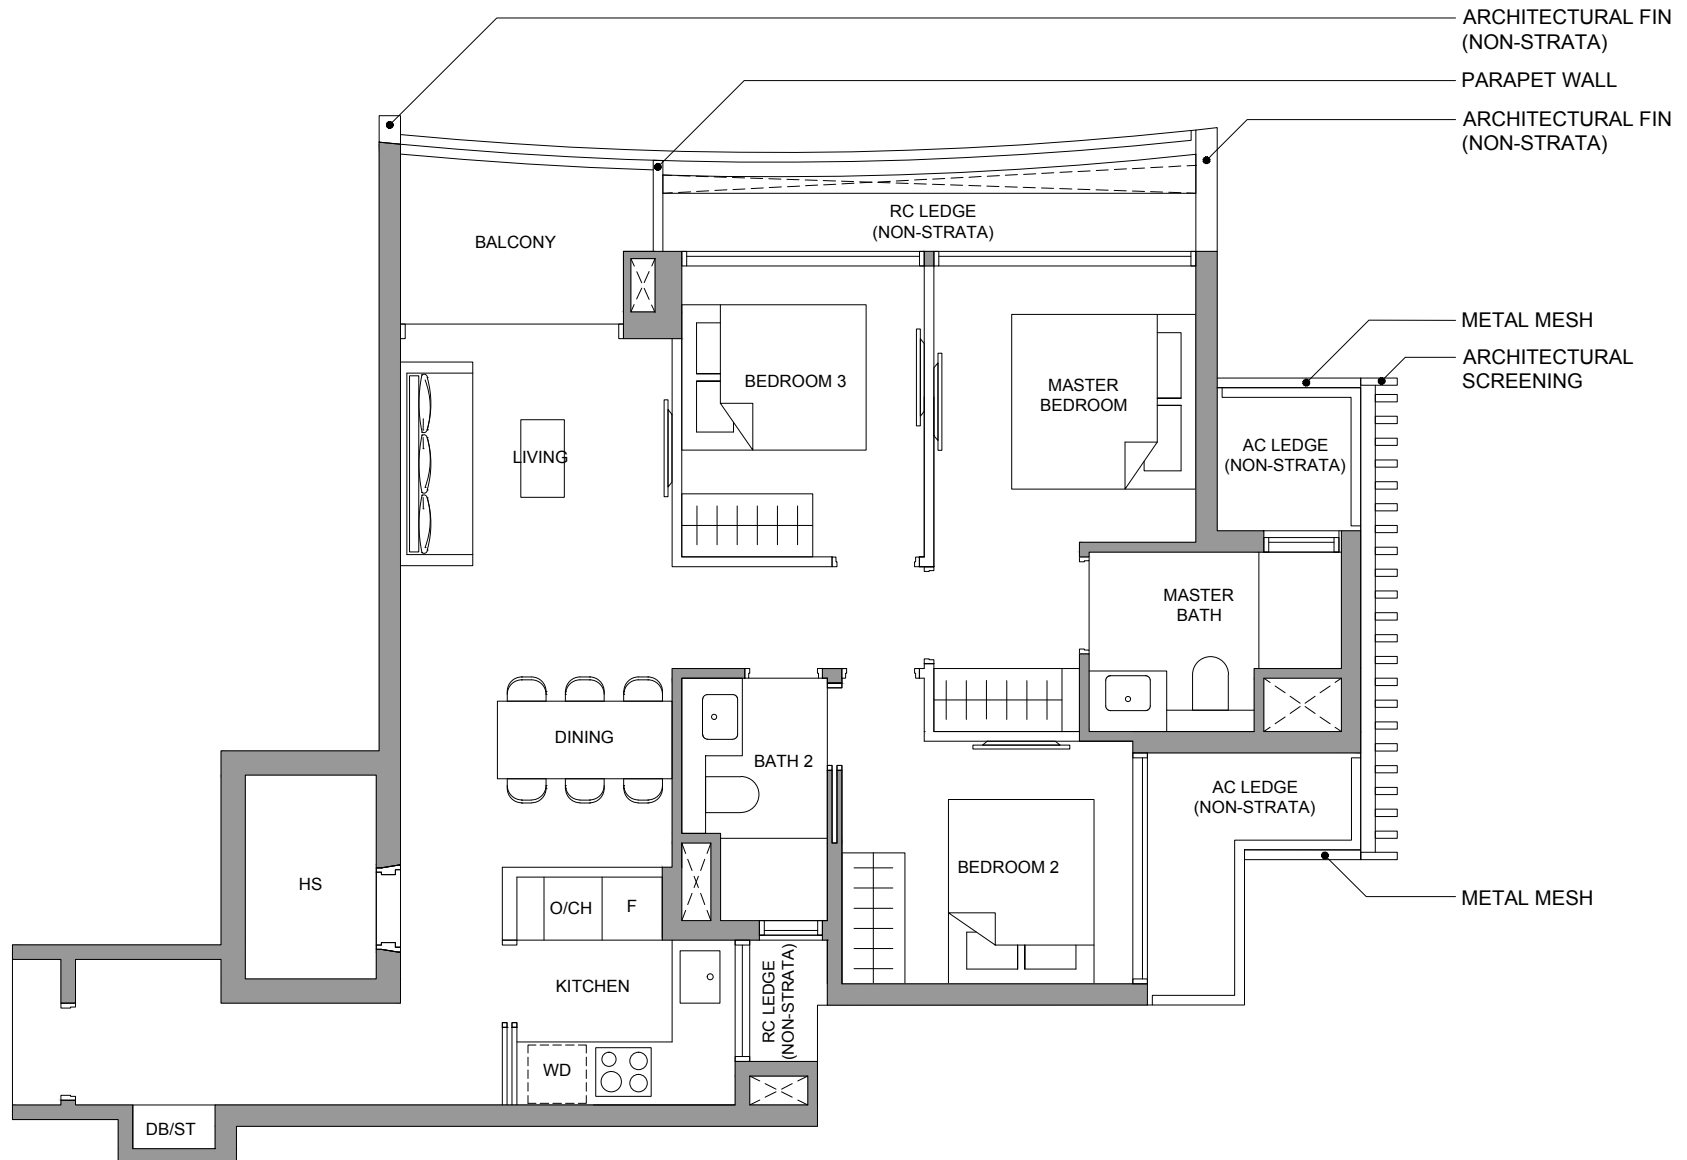 ARCHITECTURAL FIN
(NON-STRATA)
PARAPET WALL
ARCHITECTURAL FIN
(NON-STRATA)
RC LEDGE
(NON-STRATA)
BALCONY
METAL MESH
ARCHITECTURAL
SCREENING
BEDROOM 3
MASTER
BEDROOM
LIVING
AC LEDGE
(NON-STRATA)
MASTER
BATH
DINING
BATH 2
AC LEDGE
(NON-STRATA)
HS
O/CH
F
BEDROOM 2
METAL MESH
KITCHEN
RC LEDGE
(NON-STRATA)
WD
DB/ST